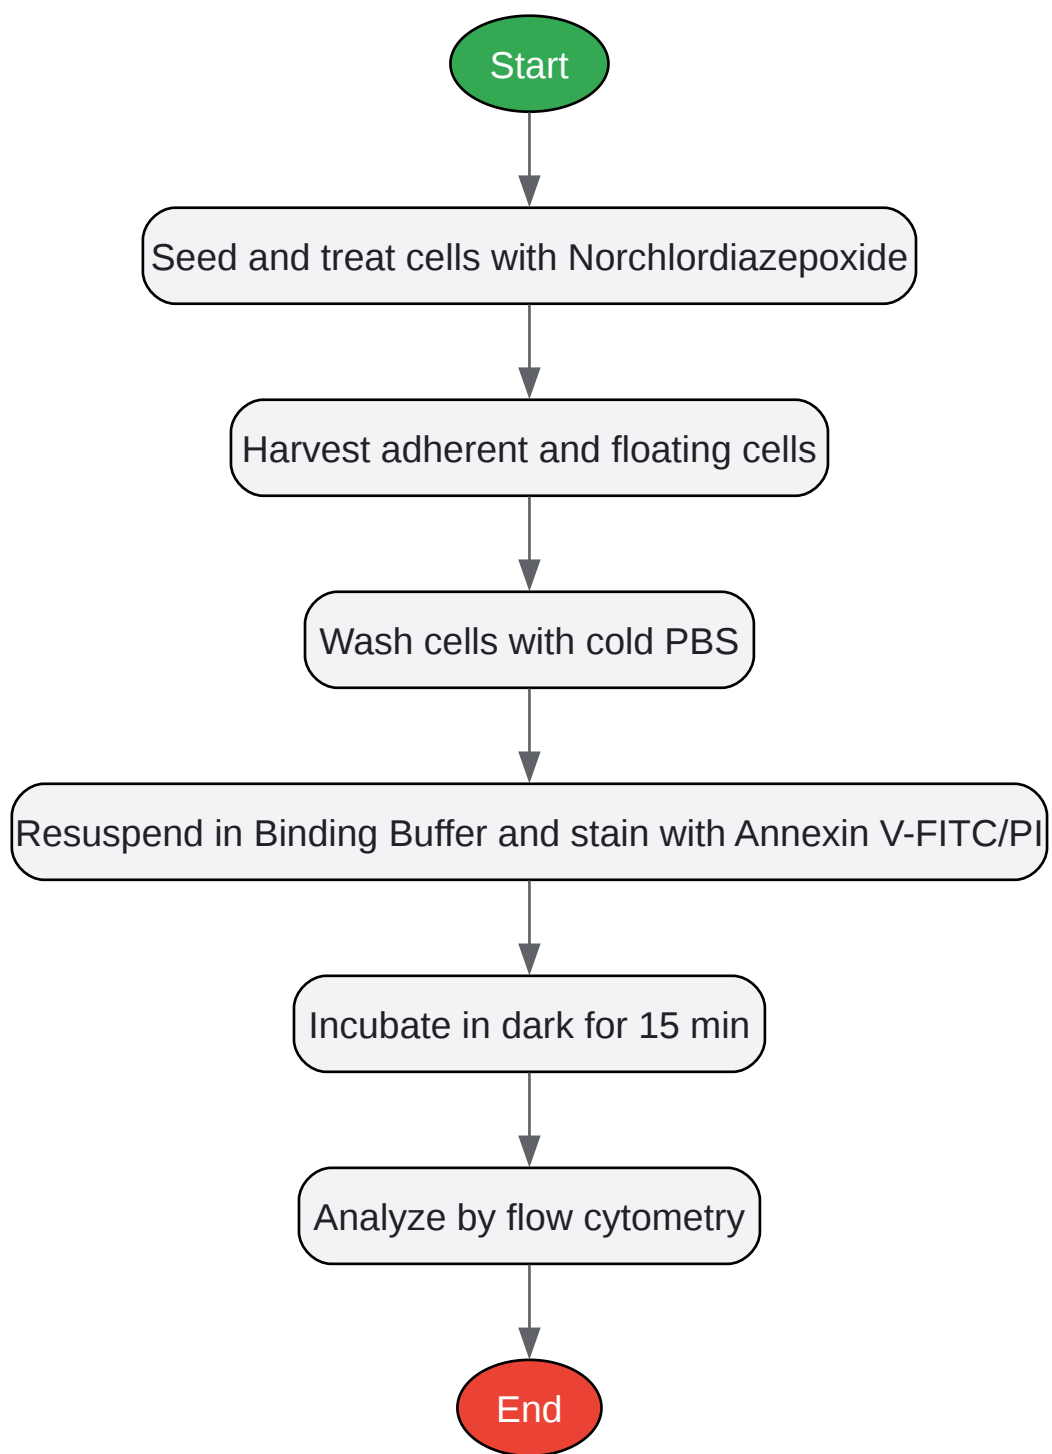 Start
Seed and treat cells with Norchlordiazepoxide
Harvest adherent and floating cells
Wash cells with cold PBS
Resuspend in Binding Buffer and stain with Annexin V-FITC/PI
Incubate in dark for 15 min
Analyze by flow cytometry
End